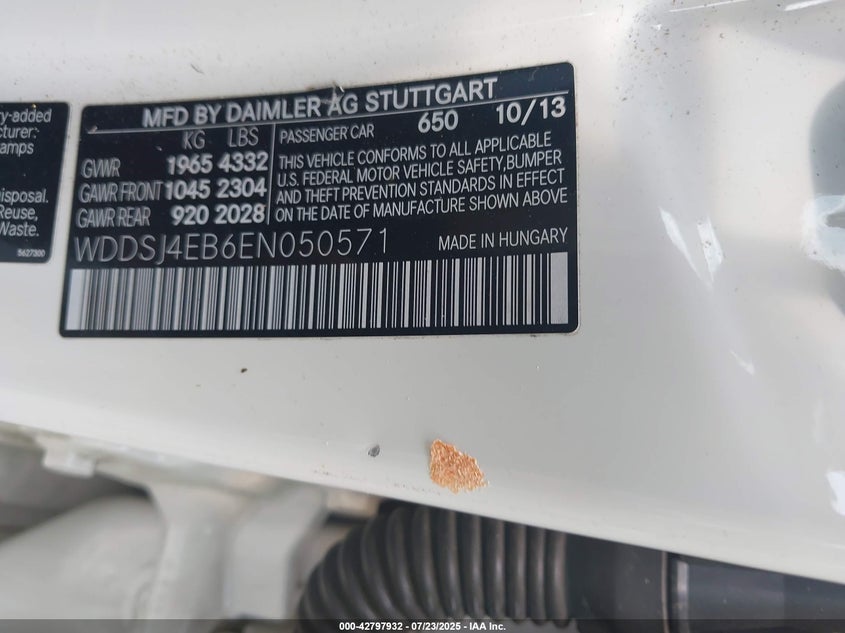 ry-added
cturer:
amps
isposal.
Reuse,
Waste.
5627300
MFD BY DAIMLER AG STUTTGART
KG LBS PASSENGER CAR 650 10/13
GVWR 1965 4332
GAWR FRONT 1045 2304
GAWR REAR 920 2028
THIS VEHICLE CONFORMS TO ALL APPLICABLE
U.S. FEDERAL MOTOR VEHICLE SAFETY, BUMPER
AND THEFT PREVENTION STANDARDS IN EFFECT
ON THE DATE OF MANUFACTURE SHOWN ABOVE
WDDSJ4EB6EN050571 MADE IN HUNGARY
000-42797932 - 07/23/2025 - IAA Inc.